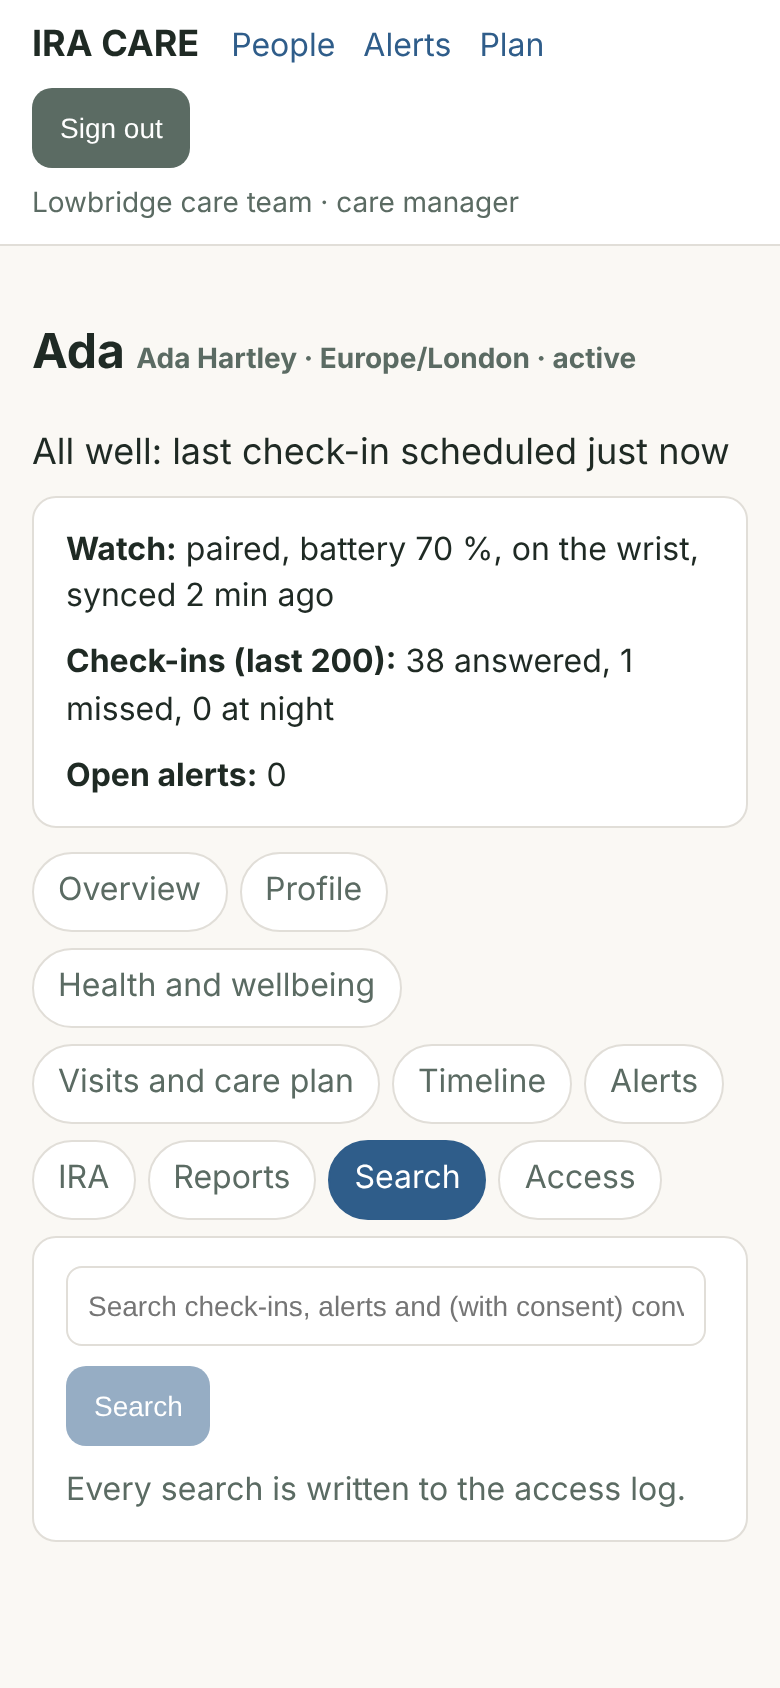 IRA CARE People Alerts Plan
Sign out
Lowbridge care team · care manager
Ada Ada Hartley · Europe/London · active
All well: last check-in scheduled just now
Watch: paired, battery 70 %, on the wrist,
synced 2 min ago
Check-ins (last 200): 38 answered, 1
missed, 0 at night
Open alerts: 0
Overview Profile
Health and wellbeing
Visits and care plan Timeline Alerts
IRA Reports Search Access
Search check-ins, alerts and (with consent)
Search
Every search is written to the access log.